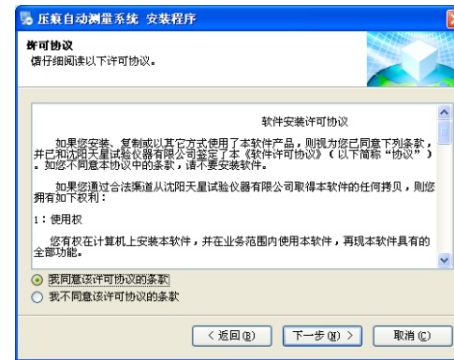 压痕自动测量系统 安装程序
许可协议
请仔细阅读以下许可协议。
软件安装许可协议
如果您安装、复制或以其它方式使用了本软件产品，则视为您已同意下列条款，
并已和沈阳天星试验仪器有限公司签定了本《软件许可协议》（以下简称“协议”）
。如您不同意本协议中的条款，请不要安装软件。
如果您通过合法渠道从沈阳天星试验仪器有限公司取得本软件的任何拷贝，则您
拥有如下权利：
1：使用权
您有权在计算机上安装本软件，并在业务范围内使用本软件，再现本软件具有的
全部功能。
我同意该许可协议的条款
我不同意该许可协议的条款
< 返回(B) 下一步(N) > 取消(C)